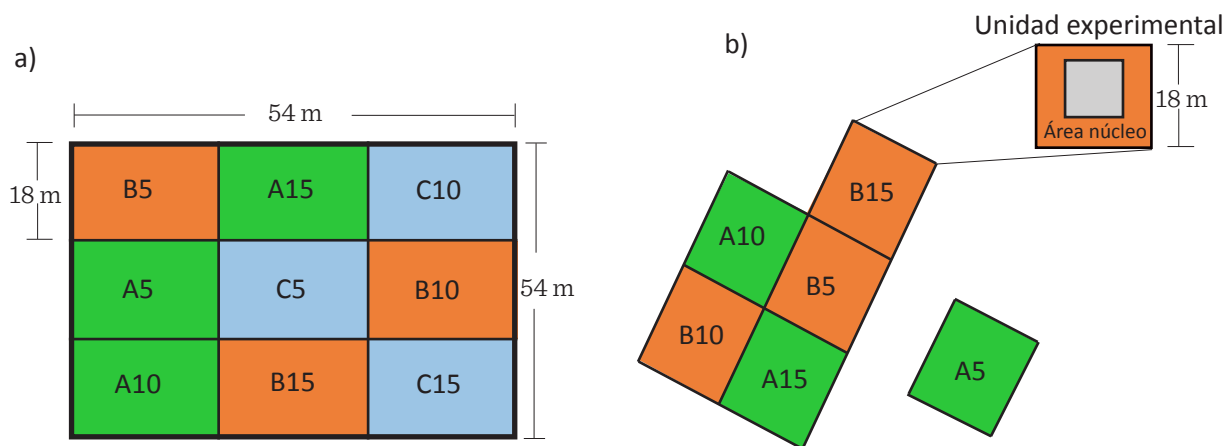 a)
54 m
18 m
B5
A15
C10
A5
C5
B10
54 m
A10
B15
C15
b)
Unidad experimental
Área núcleo
18 m
B15
A10
B5
B10
A15
A5